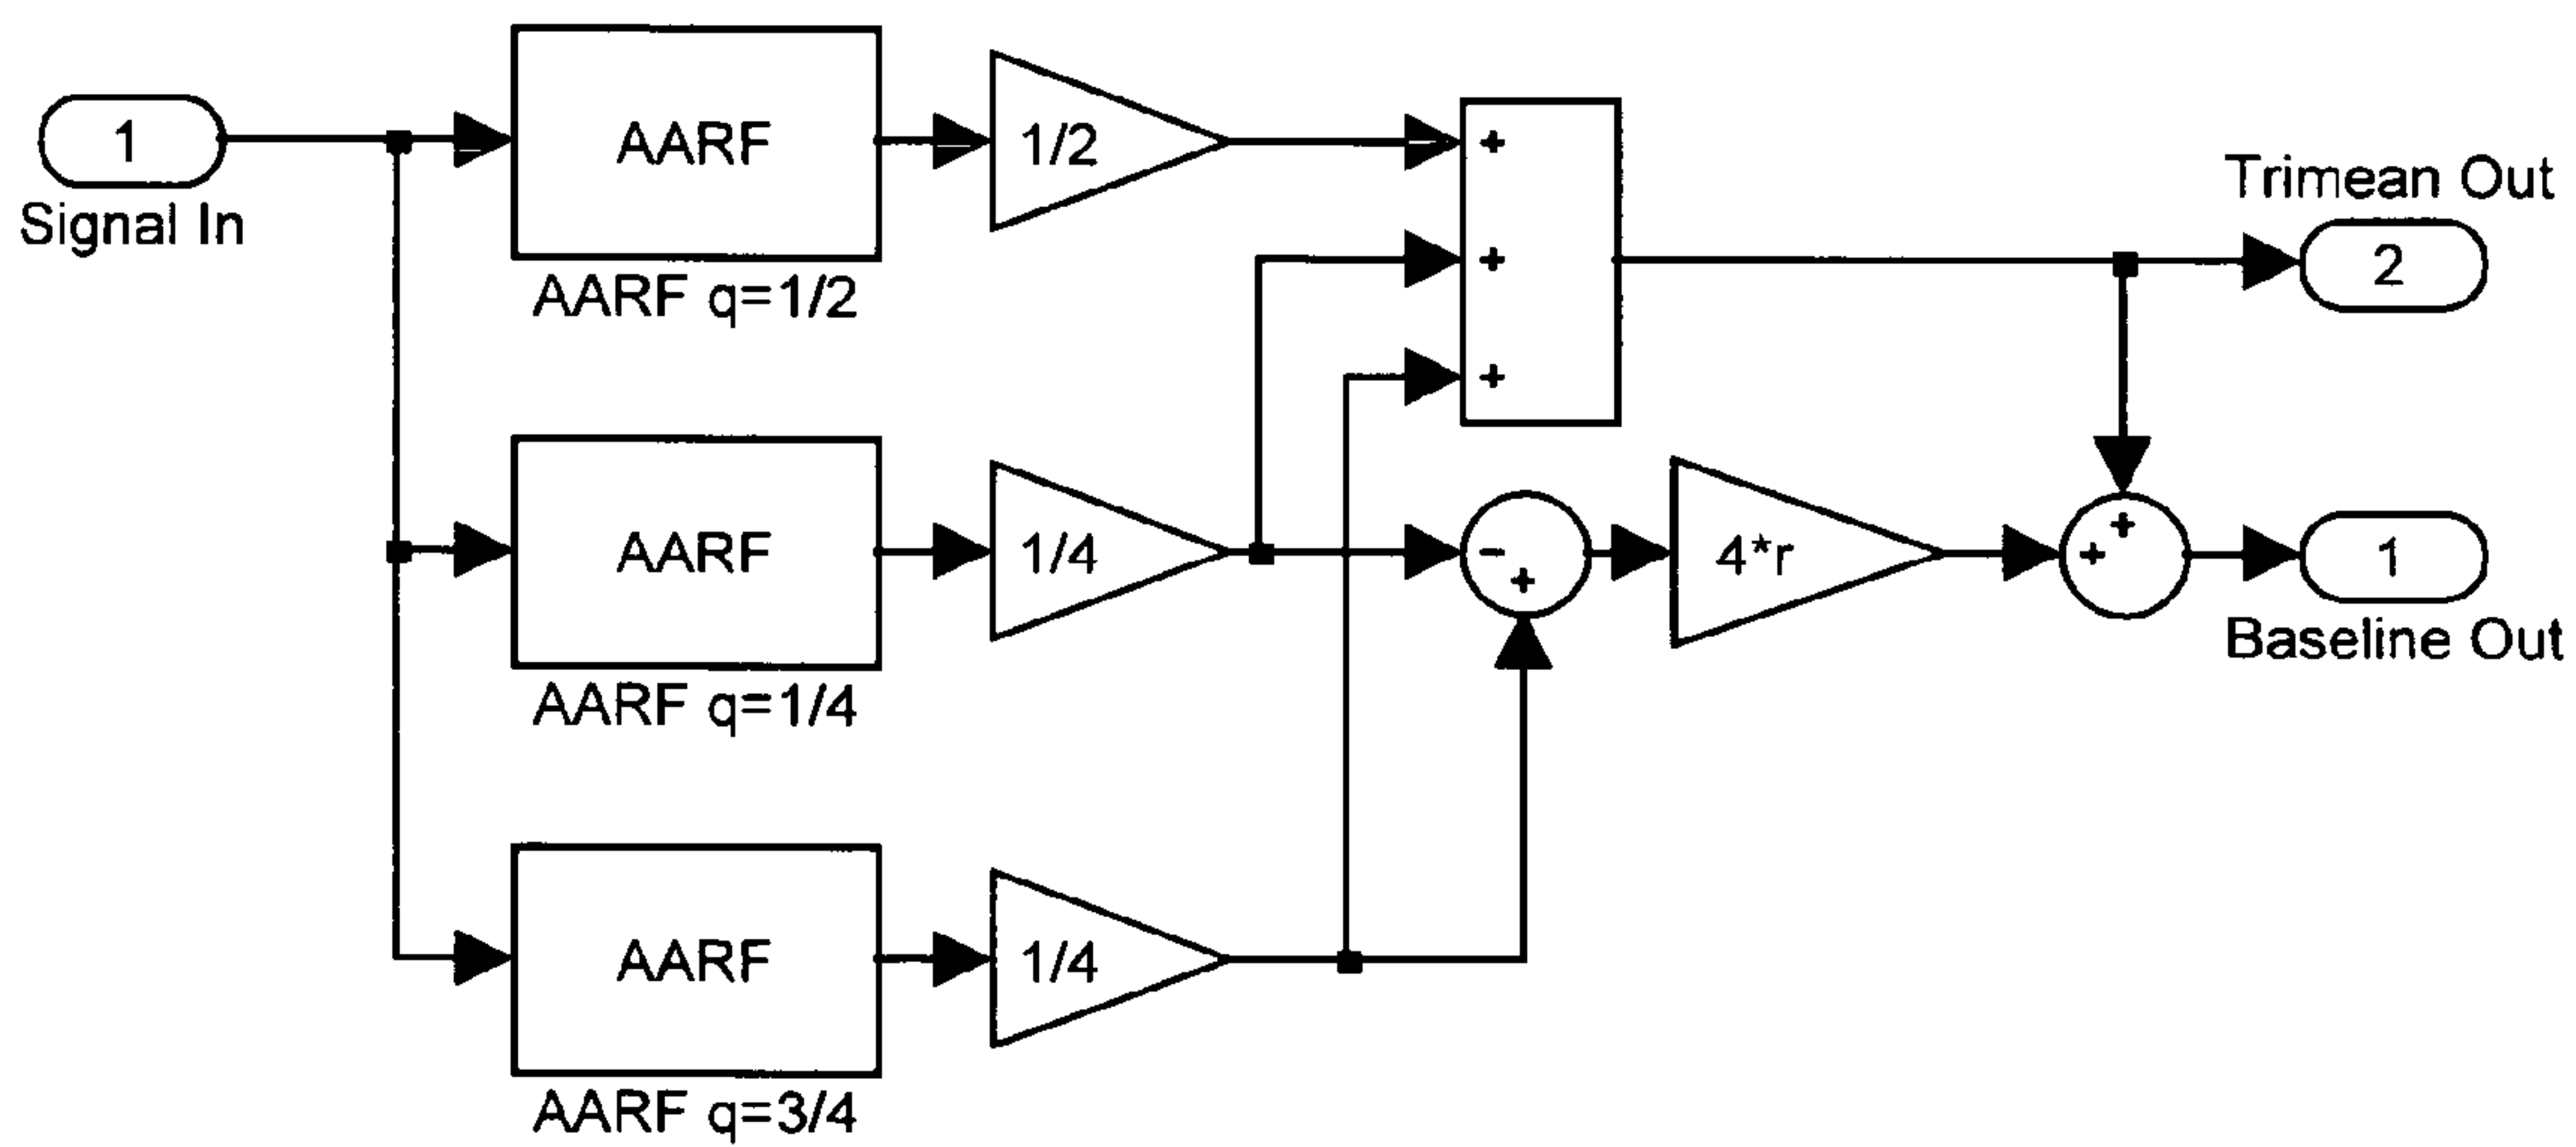 1
Signal In
AARF
AARF q=1/2
1/2
+
+
+
Trimean Out
2
AARF
AARF q=1/4
1/4
-
+
4*r
+
+
1
Baseline Out
AARF
AARF q=3/4
1/4